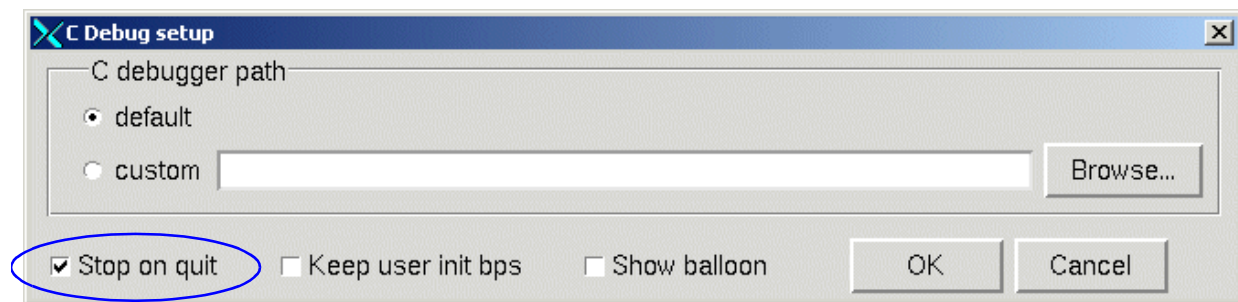 C Debug setup
C debugger path
default
custom
Browse...
Stop on quit
Keep user init bps
Show balloon
OK
Cancel